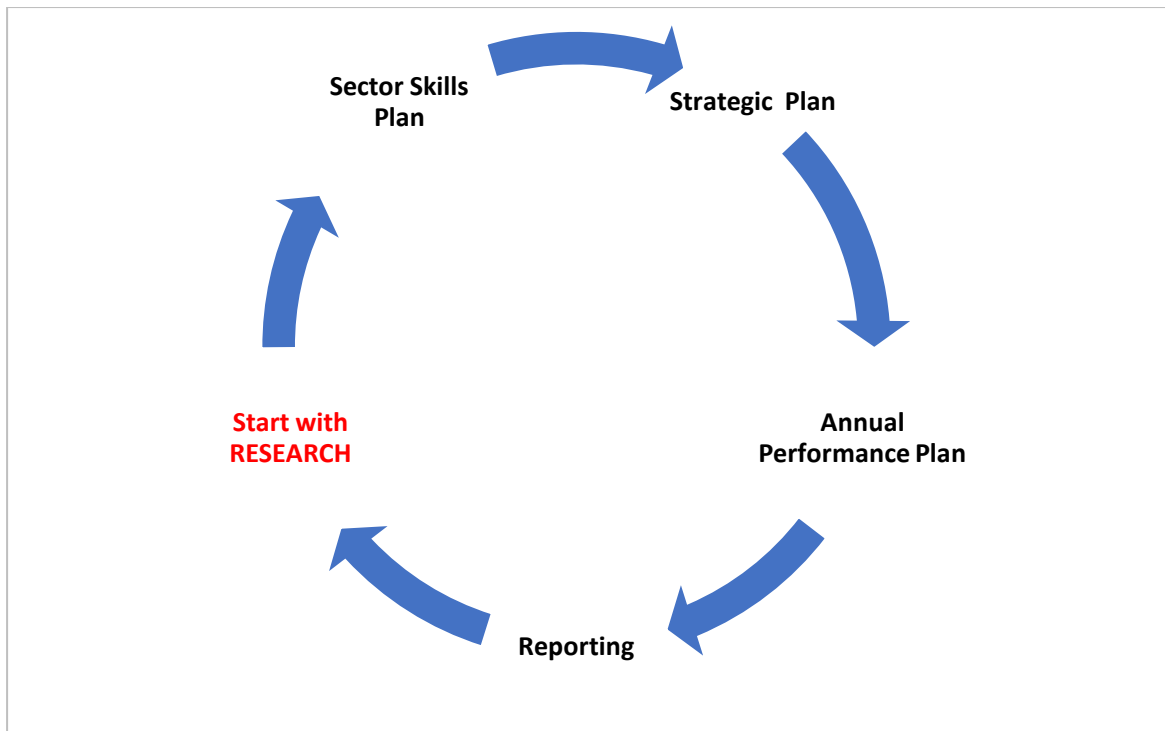 Sector Skills
Plan
Strategic Plan
Annual
Performance Plan
Reporting
Start with
RESEARCH